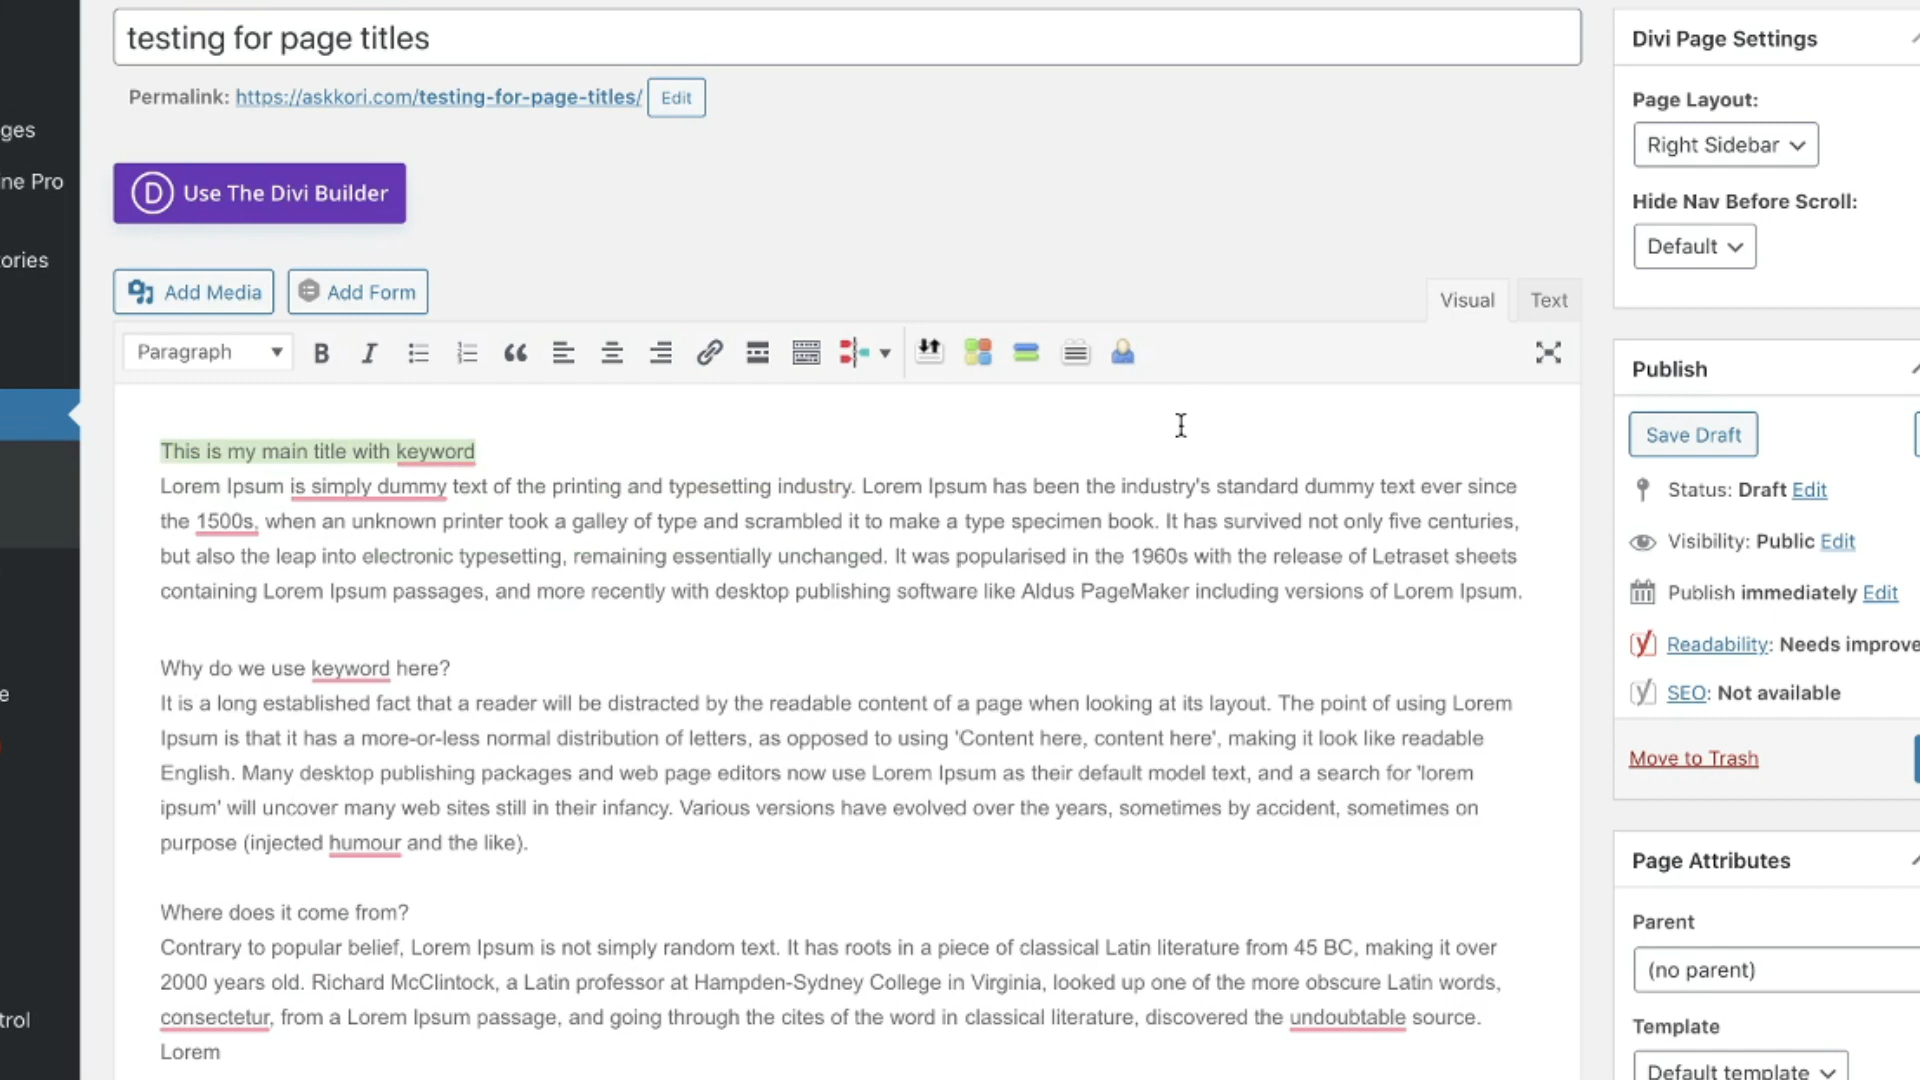 testing for page titles
Permalink: https://askkori.com/testing-for-page-titles/ Edit
Use The Divi Builder
Add Media
Add Form
Visual
Text
Paragraph
This is my main title with keyword
Lorem Ipsum is simply dummy text of the printing and typesetting industry. Lorem Ipsum has been the industry's standard dummy text ever since
the 1500s, when an unknown printer took a galley of type and scrambled it to make a type specimen book. It has survived not only five centuries,
but also the leap into electronic typesetting, remaining essentially unchanged. It was popularised in the 1960s with the release of Letraset sheets
containing Lorem Ipsum passages, and more recently with desktop publishing software like Aldus PageMaker including versions of Lorem Ipsum.
Why do we use keyword here?
It is a long established fact that a reader will be distracted by the readable content of a page when looking at its layout. The point of using Lorem
Ipsum is that it has a more-or-less normal distribution of letters, as opposed to using 'Content here, content here', making it look like readable
English. Many desktop publishing packages and web page editors now use Lorem Ipsum as their default model text, and a search for 'lorem
ipsum' will uncover many web sites still in their infancy. Various versions have evolved over the years, sometimes by accident, sometimes on
purpose (injected humour and the like).
Where does it come from?
Contrary to popular belief, Lorem Ipsum is not simply random text. It has roots in a piece of classical Latin literature from 45 BC, making it over
2000 years old. Richard McClintock, a Latin professor at Hampden-Sydney College in Virginia, looked up one of the more obscure Latin words,
consectetur, from a Lorem Ipsum passage, and going through the cites of the word in classical literature, discovered the undoubtable source.
Lorem
Divi Page Settings
Page Layout:
Right Sidebar
Hide Nav Before Scroll:
Default
Publish
Save Draft
Status: Draft Edit
Visibility: Public Edit
Publish immediately Edit
Readability: Needs improve
SEO: Not available
Move to Trash
Page Attributes
Parent
(no parent)
Template
Default template
ges
ine Pro
ories
e
trol